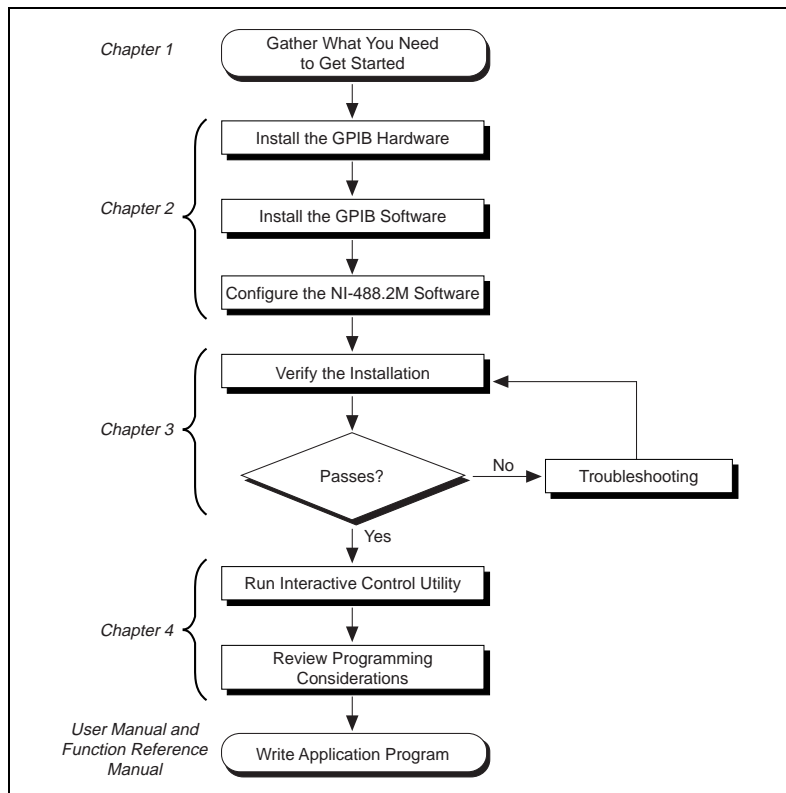 Chapter 1
Gather What You Need
to Get Started
Install the GPIB Hardware
Chapter 2
Install the GPIB Software
Configure the NI-488.2M Software
Verify the Installation
Chapter 3
Passes?
No
Troubleshooting
Yes
Run Interactive Control Utility
Chapter 4
Review Programming
Considerations
User Manual and
Function Reference
Manual
Write Application Program